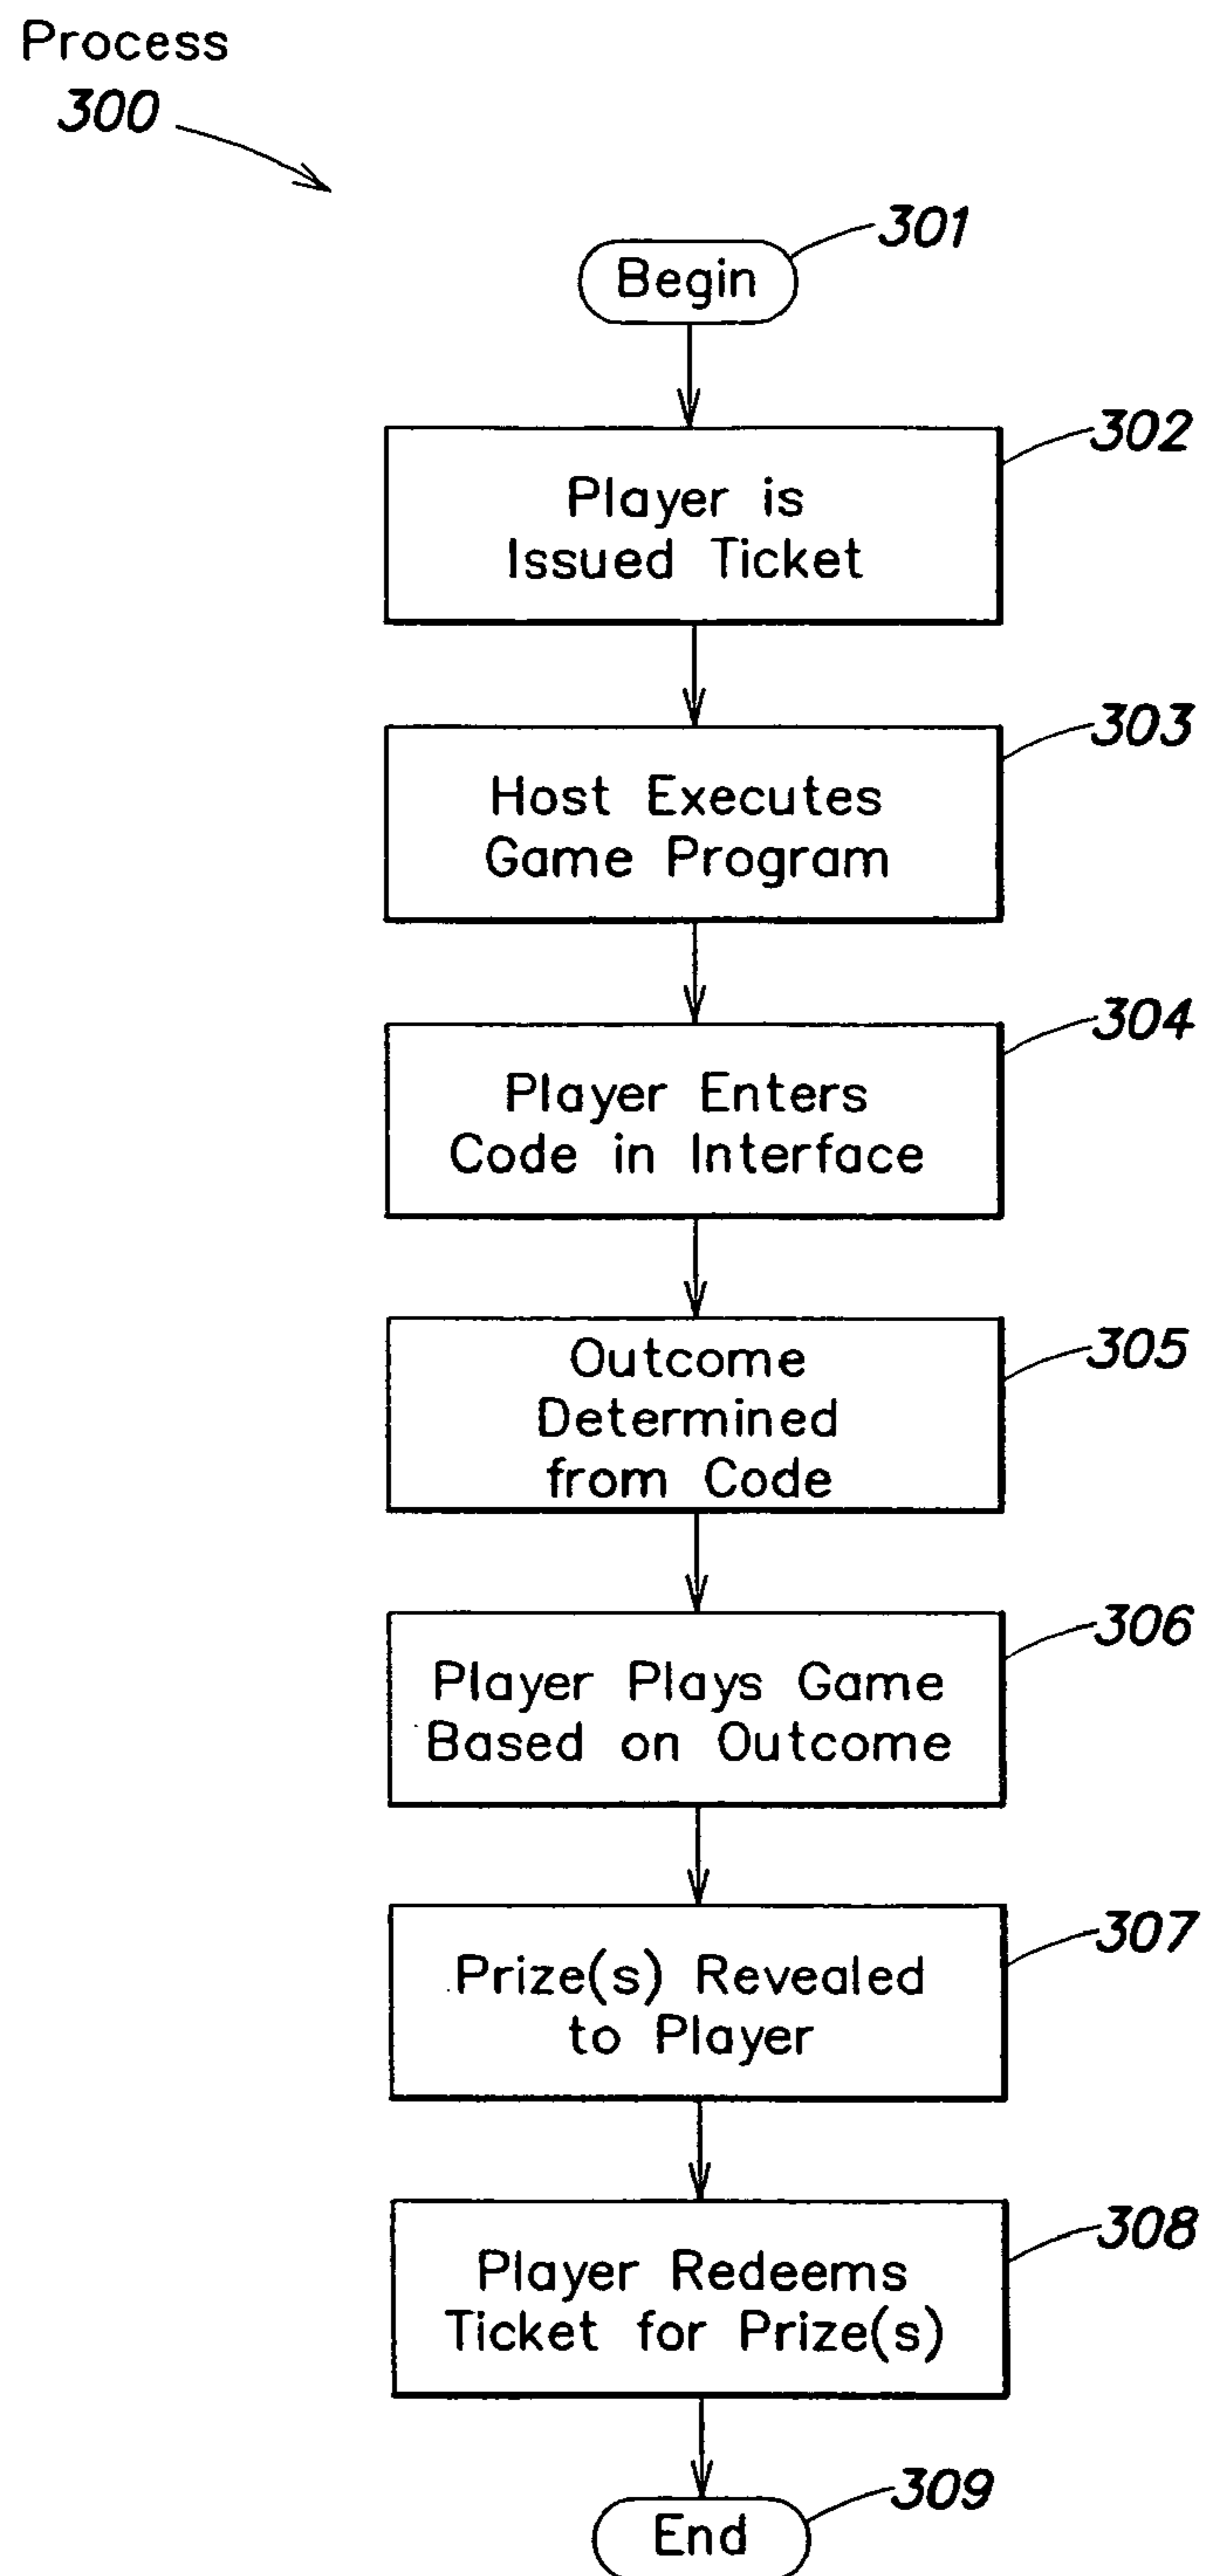 Process
300
301
Begin
302
Player is
Issued Ticket
303
Host Executes
Game Program
304
Player Enters
Code in Interface
305
Outcome
Determined
from Code
306
Player Plays Game
Based on Outcome
307
Prize(s) Revealed
to Player
308
Player Redeems
Ticket for Prize(s)
309
End